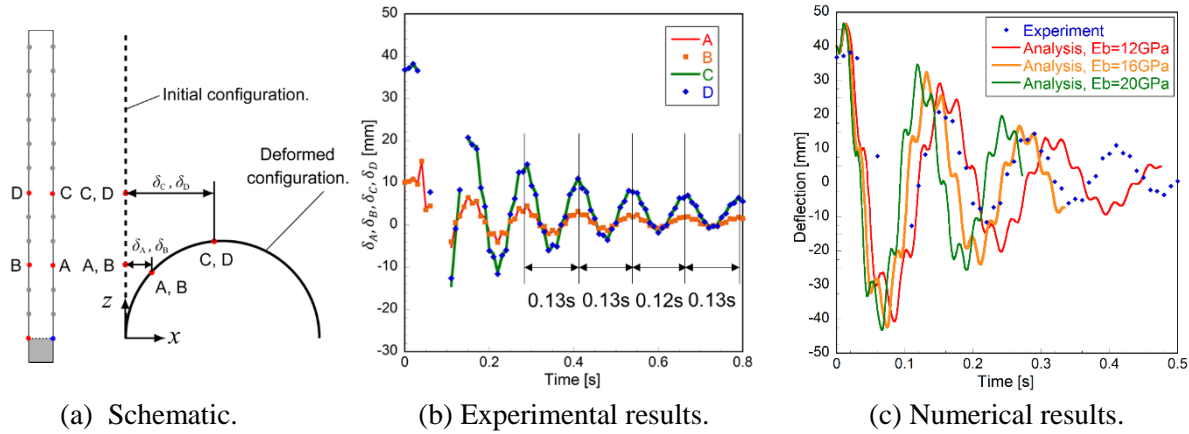 Initial configuration.
Deformed
configuration.
δC, δD
δA, δB
D C C, D
B A A, B
C, D
A, B
z
x
(a) Schematic.
δA, δB, δC, δD [mm]
50
40
30
20
10
0
-10
-20
-30
A
B
C
D
0.13s 0.13s 0.12s 0.13s
0.0 0.2 0.4 0.6 0.8
Time [s]
(b) Experimental results.
Deflection [mm]
50
40
30
20
10
0
-10
-20
-30
-40
-50
Experiment
Analysis, Eb=12GPa
Analysis, Eb=16GPa
Analysis, Eb=20GPa
0 0.1 0.2 0.3 0.4 0.5
Time [s]
(c) Numerical results.